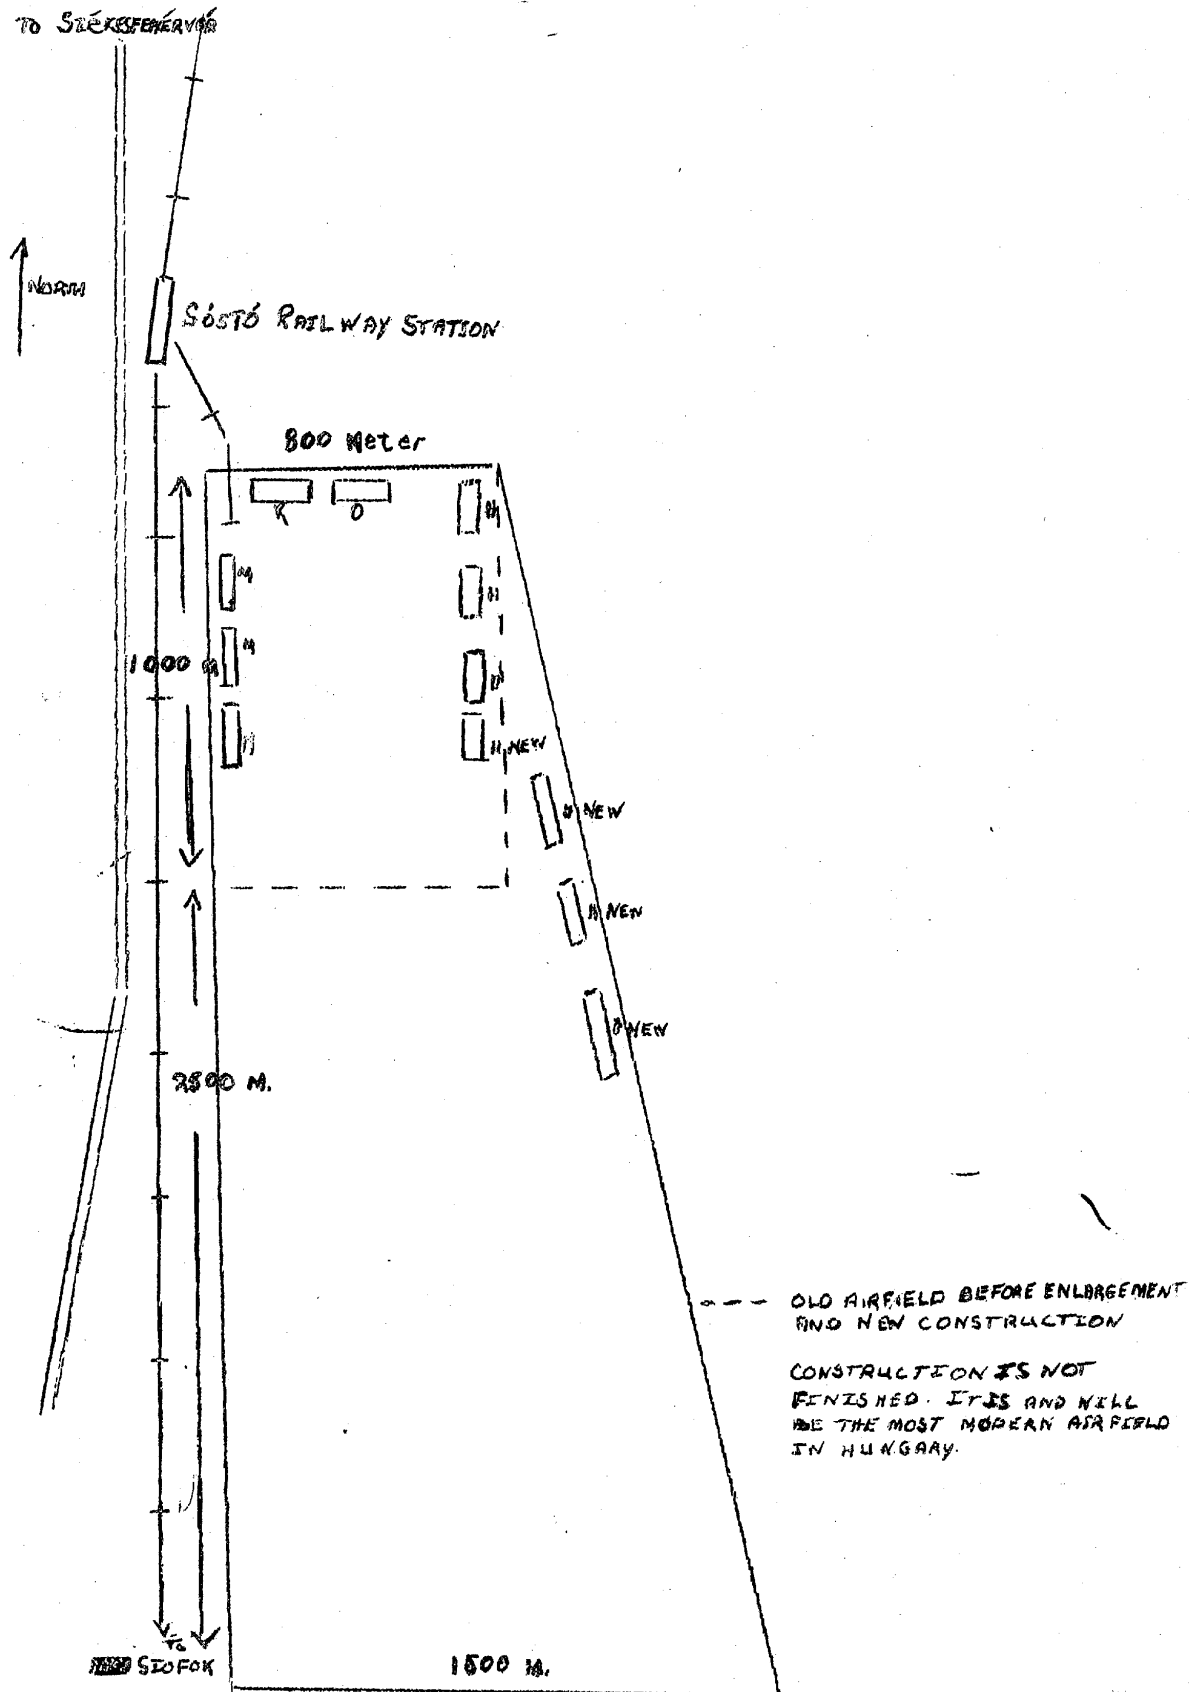 TO SZÉKESFEHÉRVÁR
NORTH
SÓSTÓ RAILWAY STATION
800 Meter
K
O
H
M
H
M
1000 M
H
H NEW
NEW
H NEW
NEW
2500 M.
OLD AIRFIELD BEFORE ENLARGEMENT
AND NEW CONSTRUCTION
CONSTRUCTION IS NOT
FINISHED. IT IS AND WILL
BE THE MOST MODERN AIRFIELD
IN HUNGARY.
To
SIOFOK
1500 M.